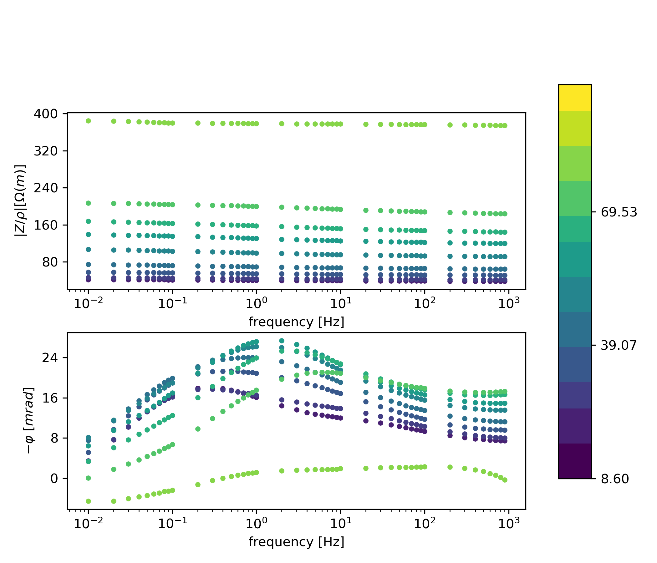 400
320
240
160
80
|Z/ρ|[Ω(m)]
10⁻² 10⁻¹ 10⁰ 10¹ 10² 10³
frequency [Hz]
24
16
8
0
−φ [mrad]
10⁻² 10⁻¹ 10⁰ 10¹ 10² 10³
frequency [Hz]
69.53
39.07
8.60